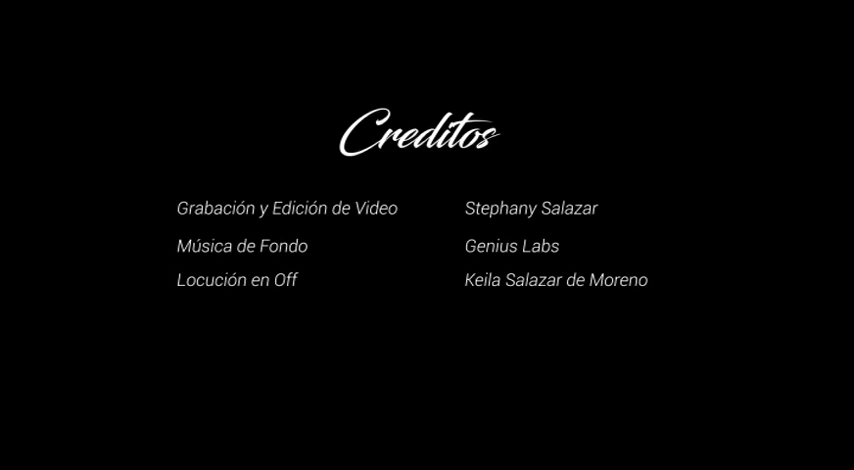 Creditos
Grabación y Edición de Video Stephany Salazar
Música de Fondo Genius Labs
Locución en Off Keila Salazar de Moreno